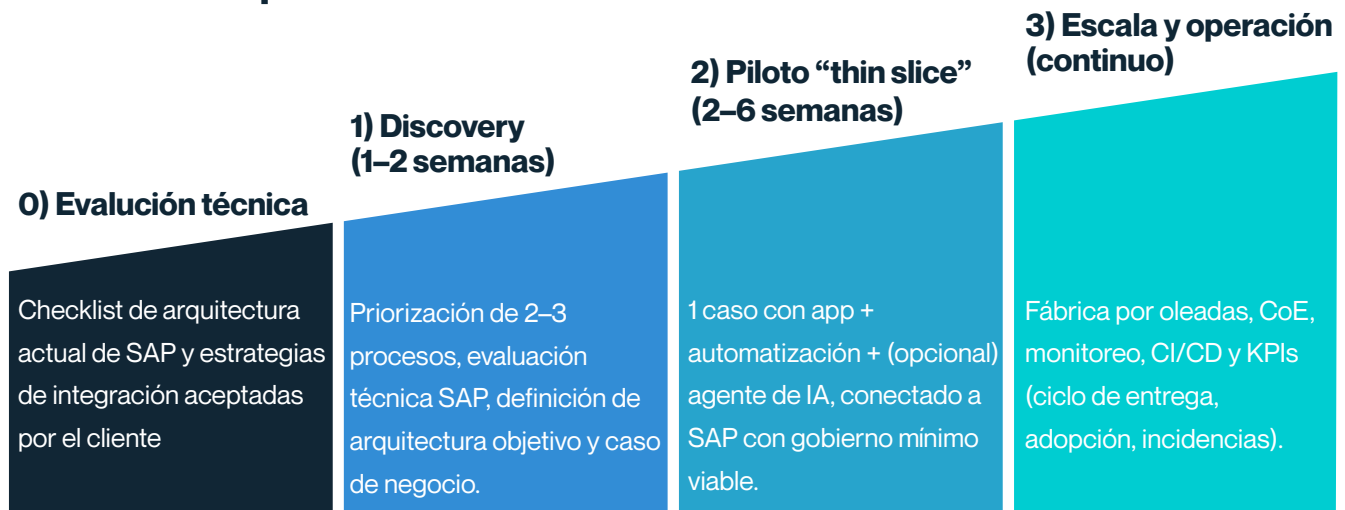 0) Evalución técnica
Checklist de arquitectura
actual de SAP y estrategias
de integración aceptadas
por el cliente
1) Discovery
(1–2 semanas)
Priorización de 2–3
procesos, evaluación
técnica SAP, definición de
arquitectura objetivo y caso
de negocio.
2) Piloto “thin slice”
(2–6 semanas)
1 caso con app +
automatización + (opcional)
agente de IA, conectado a
SAP con gobierno mínimo
viable.
3) Escala y operación
(continuo)
Fábrica por oleadas, CoE,
monitoreo, CI/CD y KPIs
(ciclo de entrega,
adopción, incidencias).